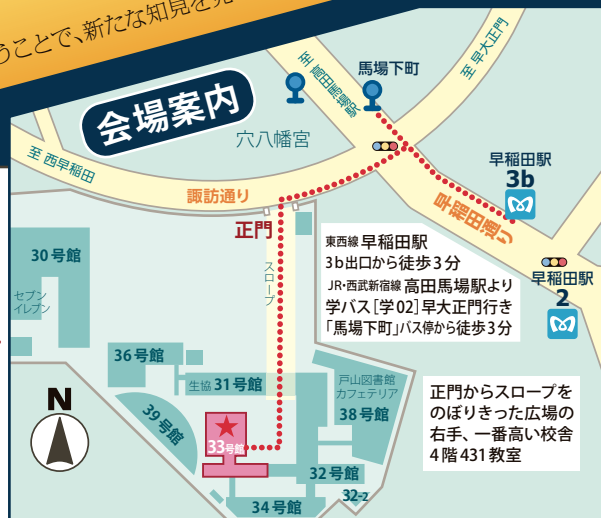 うことで、新たな知見を
会場案内
至 高田馬場駅
馬場下町
至 早大正門
穴八幡宮
至 西早稲田
諏訪通り
早稲田駅
3b
早稲田通り
早稲田駅
2
正門
スロープ
東西線 早稲田駅
3b出口から徒歩3分
JR・西武新宿線 高田馬場駅より
学バス［学02］早大正門行き
「馬場下町」バス停から徒歩3分
30号館
セブン
イレブン
36号館
生協 31号館
戸山図書館
カフェテリア
38号館
39号館
33号館
N
32号館
32-2
34号館
正門からスロープを
のぼりきった広場の
右手、一番高い校舎
4階431教室